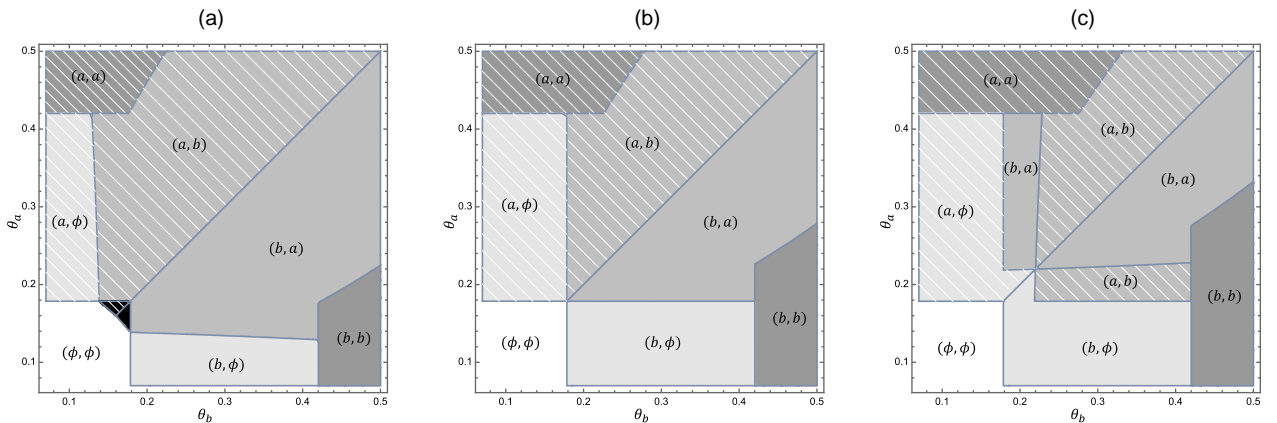 (a)
0.5
0.4
0.3
0.2
0.1
θa
(a, a)
(a, b)
(a, ϕ)
(b, a)
(ϕ, ϕ)
(b, ϕ)
(b, b)
0.1 0.2 0.3 0.4 0.5
θb
(b)
0.5
0.4
0.3
0.2
0.1
θa
(a, a)
(a, b)
(a, ϕ)
(b, a)
(ϕ, ϕ)
(b, ϕ)
(b, b)
0.1 0.2 0.3 0.4 0.5
θb
(c)
0.5
0.4
0.3
0.2
0.1
θa
(a, a)
(a, b)
(b, a)
(b, a)
(a, ϕ)
(a, b)
(b, b)
(ϕ, ϕ)
(b, ϕ)
0.1 0.2 0.3 0.4 0.5
θb